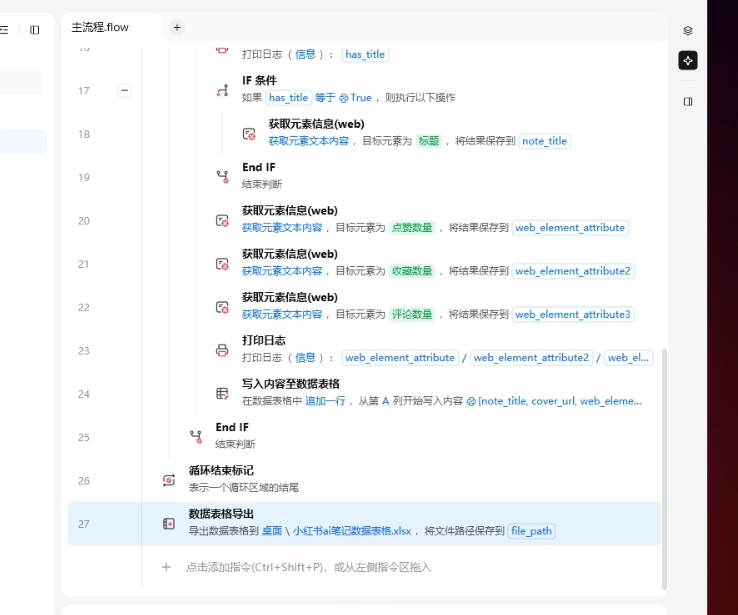 主流程.flow
+
16
打印日志（信息）： has_title
17
IF 条件
如果 has_title 等于 True ，则执行以下操作
18
获取元素信息(web)
获取元素文本内容 ，目标元素为 标题 ，将结果保存到 note_title
19
End IF
结束判断
20
获取元素信息(web)
获取元素文本内容 ，目标元素为 点赞数量 ，将结果保存到 web_element_attribute
21
获取元素信息(web)
获取元素文本内容 ，目标元素为 收藏数量 ，将结果保存到 web_element_attribute2
22
获取元素信息(web)
获取元素文本内容 ，目标元素为 评论数量 ，将结果保存到 web_element_attribute3
23
打印日志
打印日志（信息）： web_element_attribute / web_element_attribute2 / web_el...
24
写入内容至数据表格
在数据表格中 追加一行 ，从第 A 列开始写入内容 [note_title, cover_url, web_eleme...
25
End IF
结束判断
26
循环结束标记
表示一个循环区域的结尾
27
数据表格导出
导出数据表格到 桌面 \ 小红书ai笔记数据表格.xlsx ，将文件路径保存到 file_path
+ 点击添加指令(Ctrl+Shift+P)，或从左侧指令区拖入